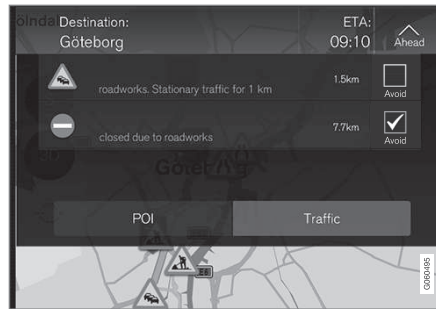 Destination:
Göteborg
ETA:
09:10
Ahead
roadworks. Stationary traffic for 1 km
1.5km
Avoid
closed due to roadworks
7.7km
Avoid
POI
Traffic
G060495